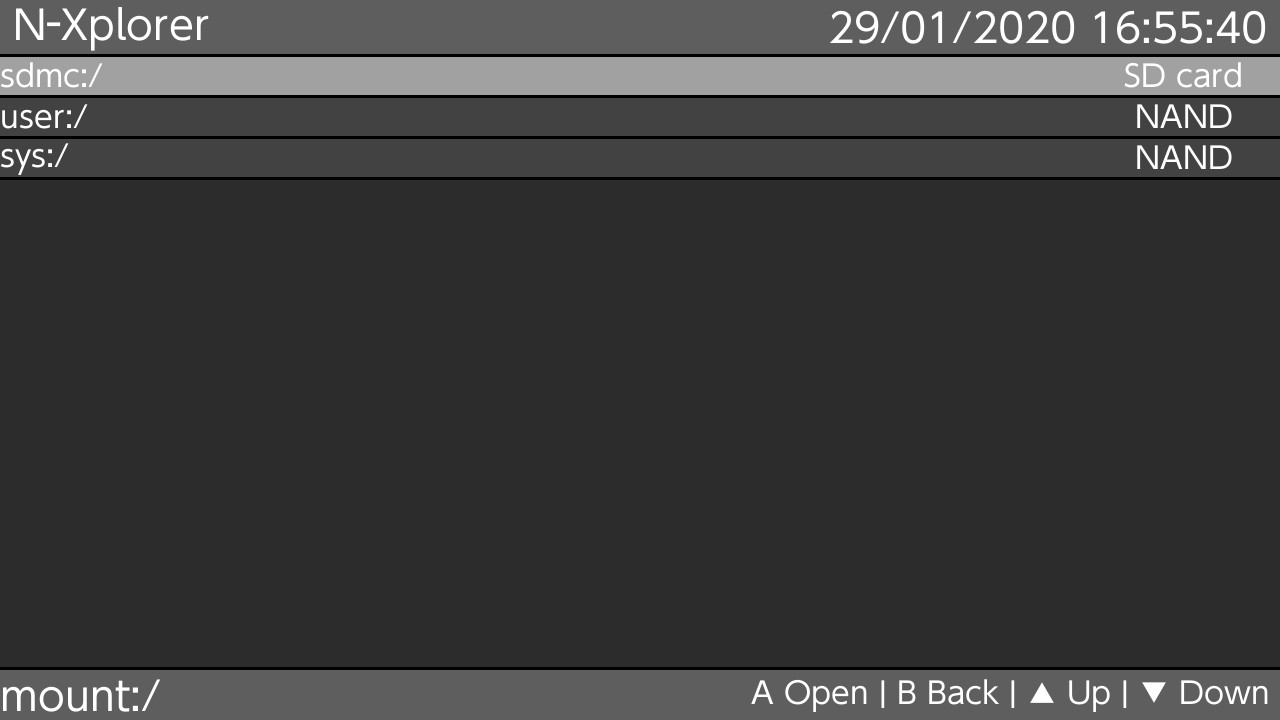 N-Xplorer 29/01/2020 16:55:40
sdmc:/ SD card
user:/ NAND
sys:/ NAND
mount:/ A Open | B Back | ▲ Up | ▼ Down